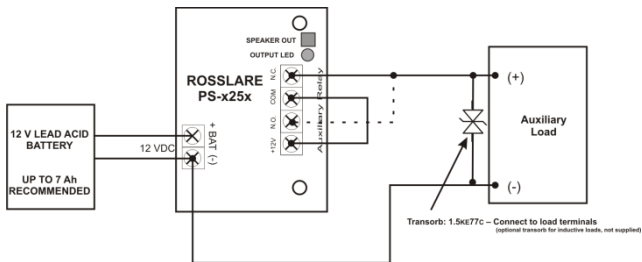 SPEAKER OUT
OUTPUT LED
ROSSLARE
PS-x25x
N.C.
COM
N.O.
+12V
Auxiliary Relay
+ BAT (-)
12 V LEAD ACID
BATTERY
UP TO 7 Ah
RECOMMENDED
12 VDC
(+)
Auxiliary
Load
(-)
Transorb: 1.5KE77C – Connect to load terminals
(optional transorb for inductive loads, not supplied)